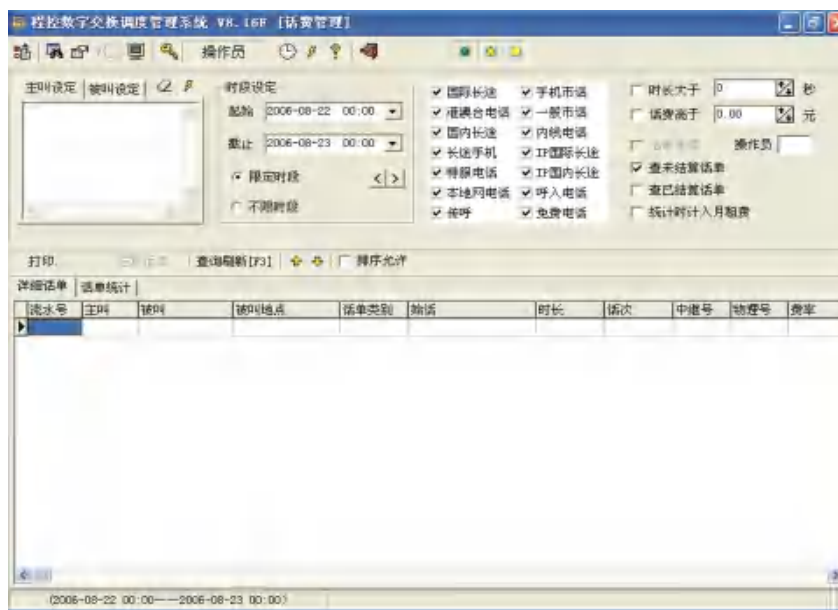 程控数字交换调度管理系统 V8.16F [话费管理]
操作员
主叫设定 被叫设定
时段设定
起始 2006-08-22 00:00
截止 2006-08-23 00:00
限定时段 < >
不限时段
国际长途 手机市话
港澳台电话 一般市话
国内长途 内线电话
长途手机 IP国际长途
特服电话 IP国内长途
本地网电话 呼入电话
传呼 免费电话
时长大于 0 秒
话费高于 0.00 元
操作员
查未结算话单
查已结算话单
统计时计入月租费
打印 查询刷新[F3] 排序允许
详细话单 话单统计
流水号 主叫 被叫 被叫地点 话单类别 始话 时长 话次 中继号 物理号 费率
(2006-08-22 00:00——2006-08-23 00:00)